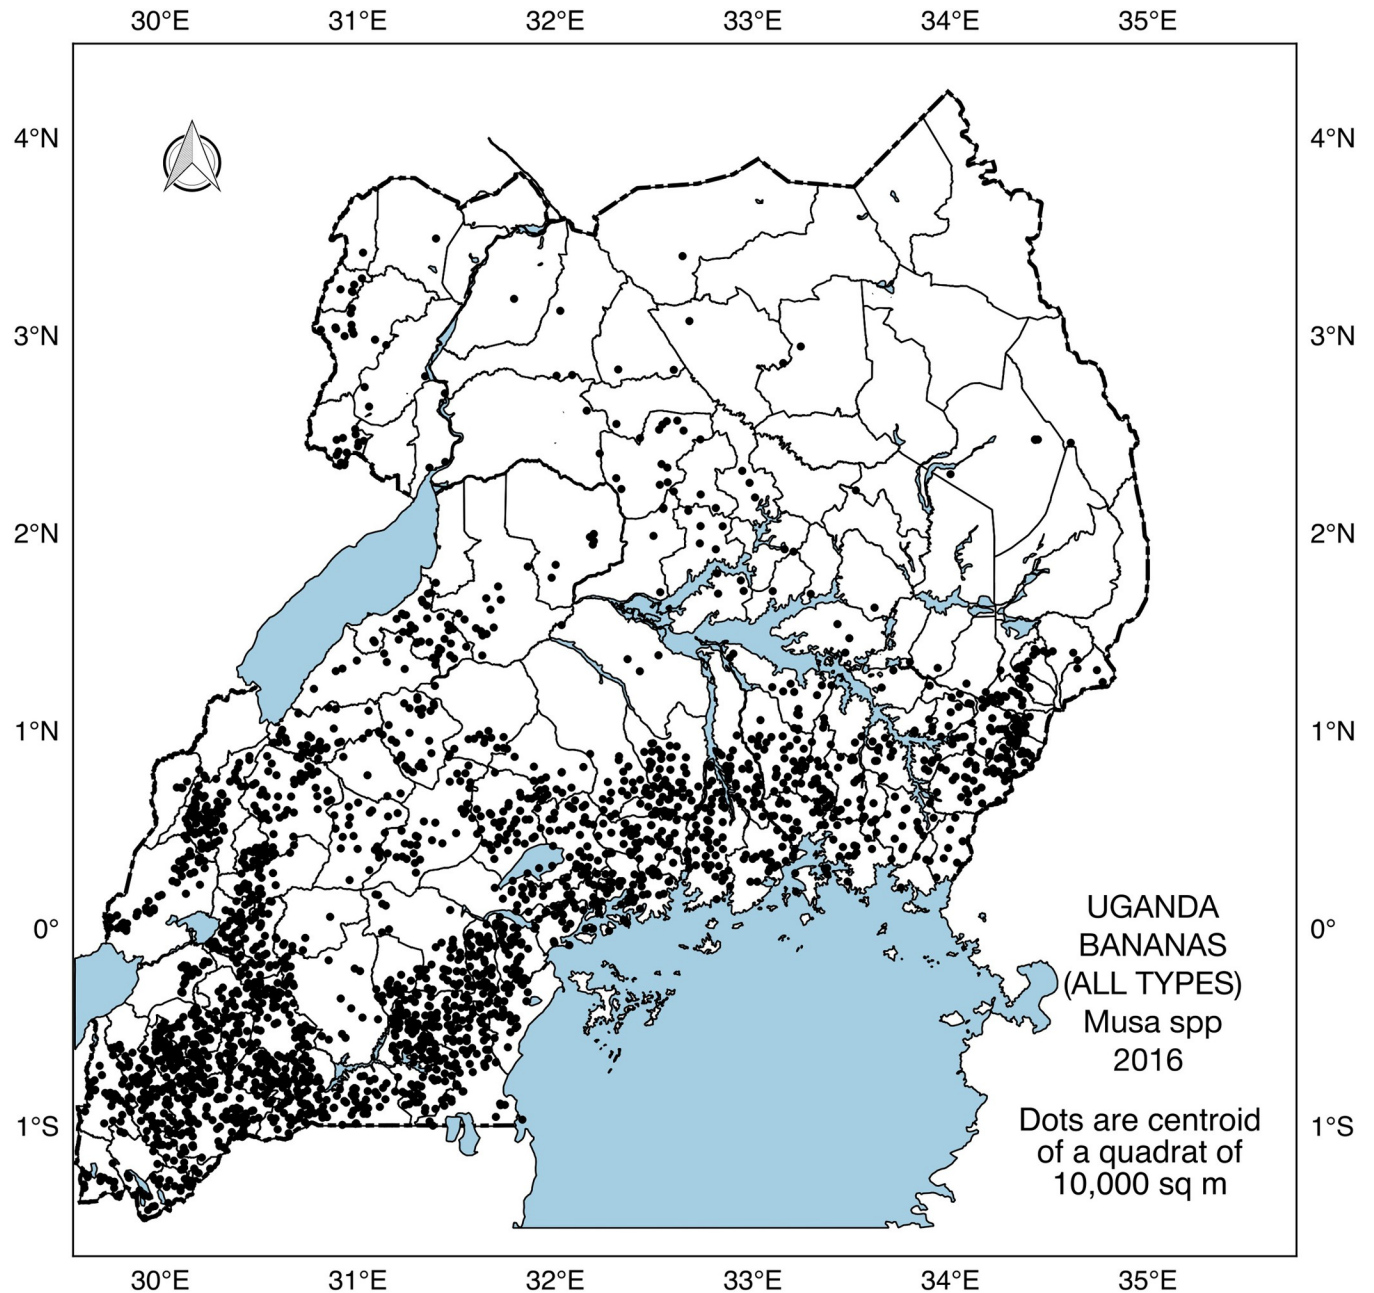 30°E 31°E 32°E 33°E 34°E 35°E
4°N 4°N
3°N 3°N
2°N 2°N
1°N 1°N
0° 0°
1°S 1°S
UGANDA
BANANAS
(ALL TYPES)
Musa spp
2016
Dots are centroid
of a quadrat of
10,000 sq m
30°E 31°E 32°E 33°E 34°E 35°E